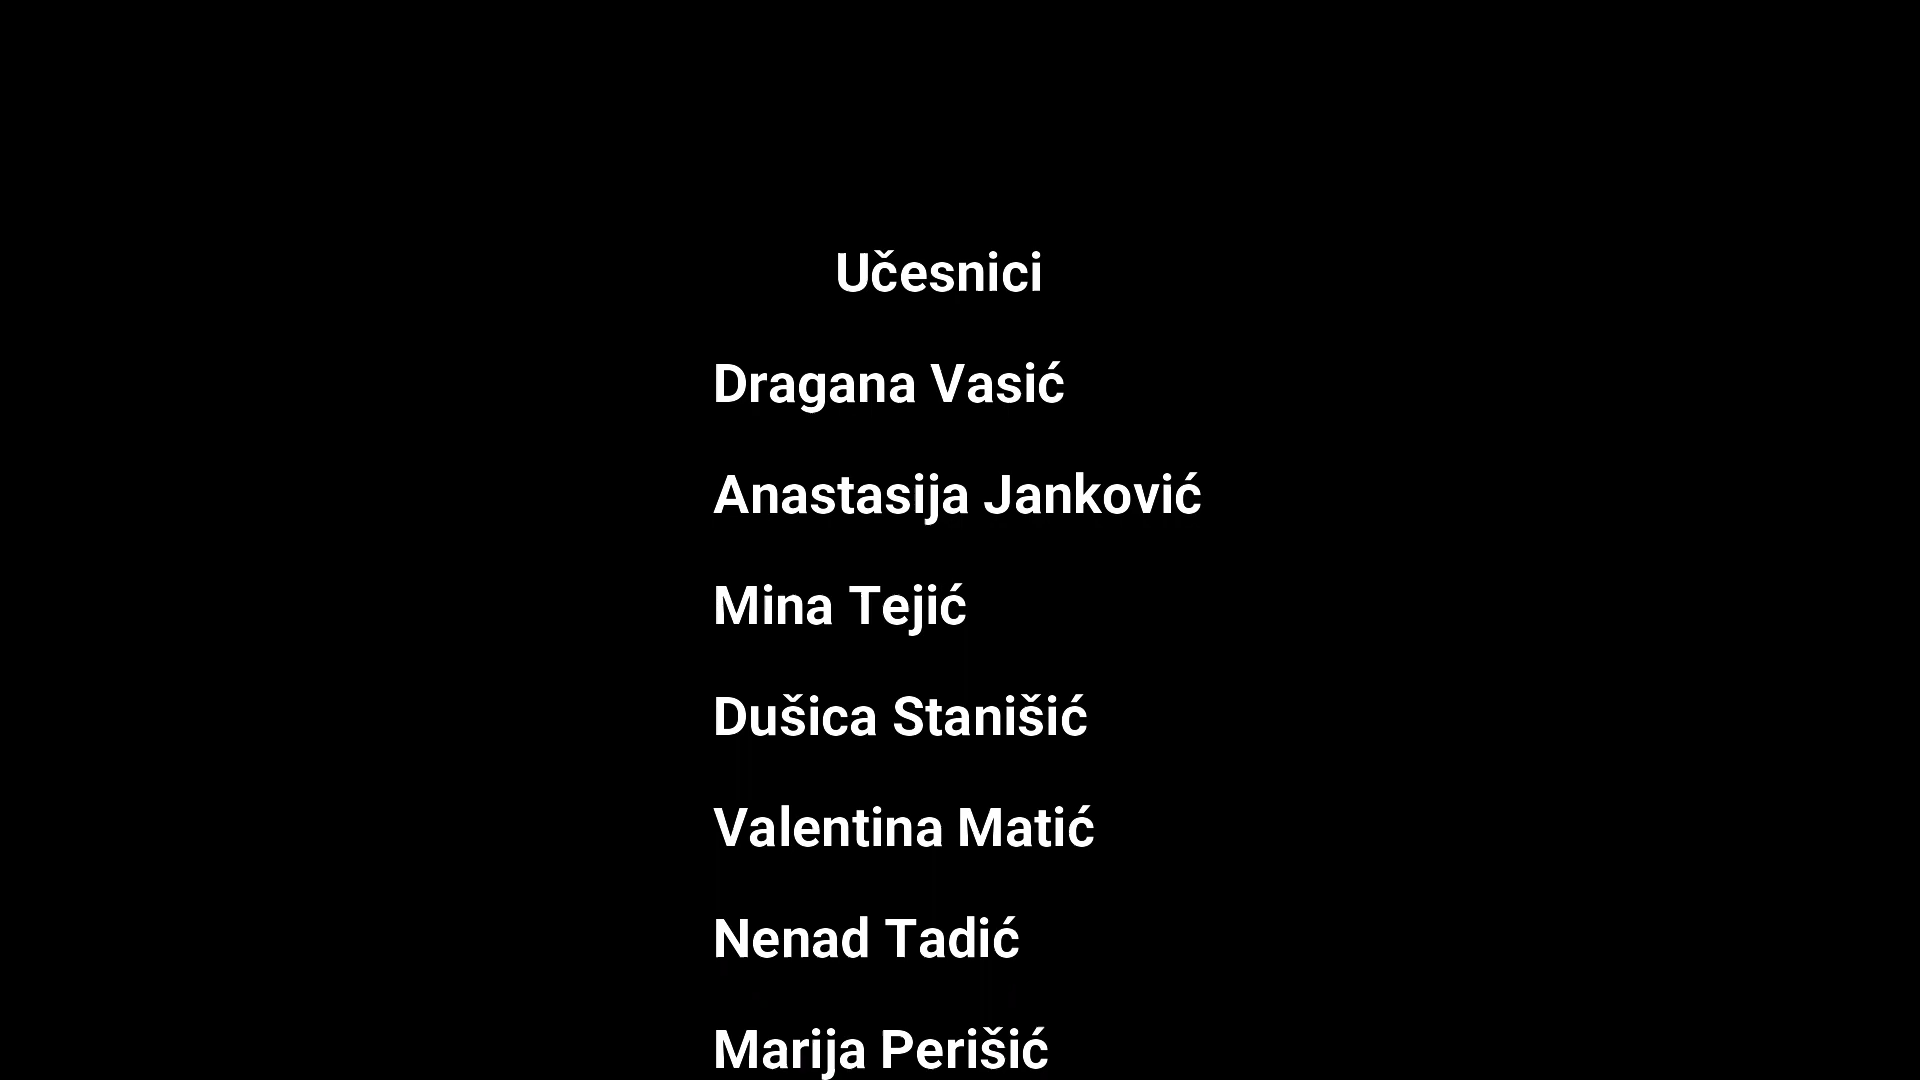 Učesnici
Dragana Vasić
Anastasija Janković
Mina Tejić
Dušica Stanišić
Valentina Matić
Nenad Tadić
Marija Perišić